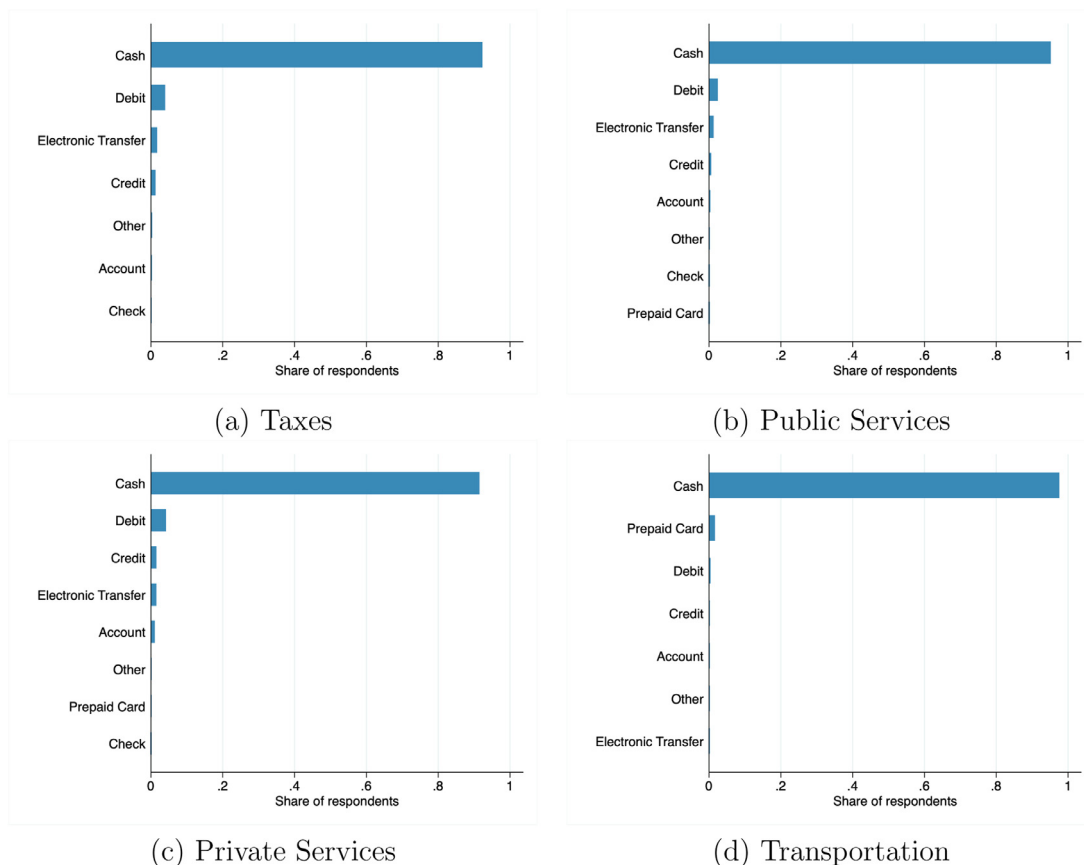 Cash
Debit
Electronic Transfer
Credit
Other
Account
Check
0 .2 .4 .6 .8 1
Share of respondents
(a) Taxes
Cash
Debit
Electronic Transfer
Credit
Account
Other
Check
Prepaid Card
0 .2 .4 .6 .8 1
Share of respondents
(b) Public Services
Cash
Debit
Credit
Electronic Transfer
Account
Other
Prepaid Card
Check
0 .2 .4 .6 .8 1
Share of respondents
(c) Private Services
Cash
Prepaid Card
Debit
Credit
Account
Other
Electronic Transfer
0 .2 .4 .6 .8 1
Share of respondents
(d) Transportation